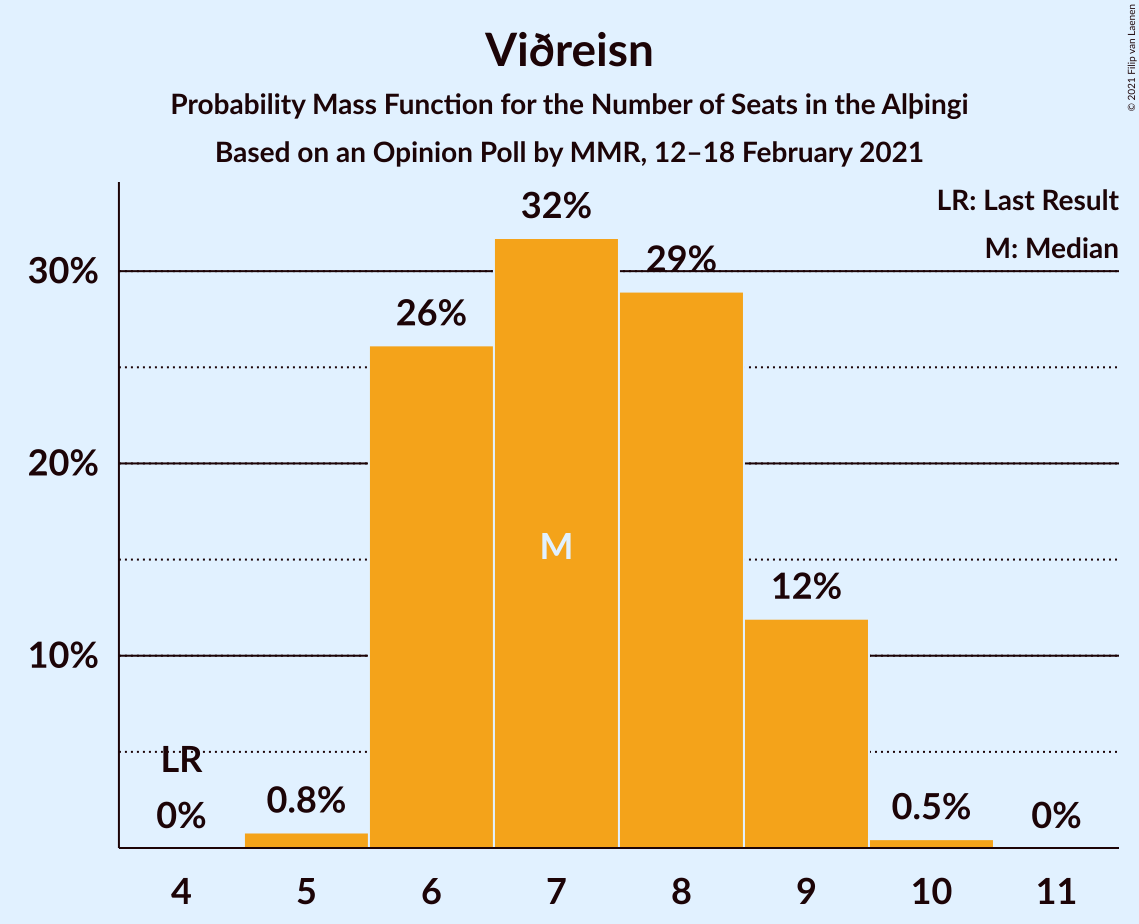 Viðreisn
Probability Mass Function for the Number of Seats in the Alþingi
Based on an Opinion Poll by MMR, 12–18 February 2021
© 2021 Filip van Laenen
LR: Last Result
M: Median
30%
20%
10%
LR
0%
0.8%
26%
32%
M
29%
12%
0.5%
0%
4 5 6 7 8 9 10 11